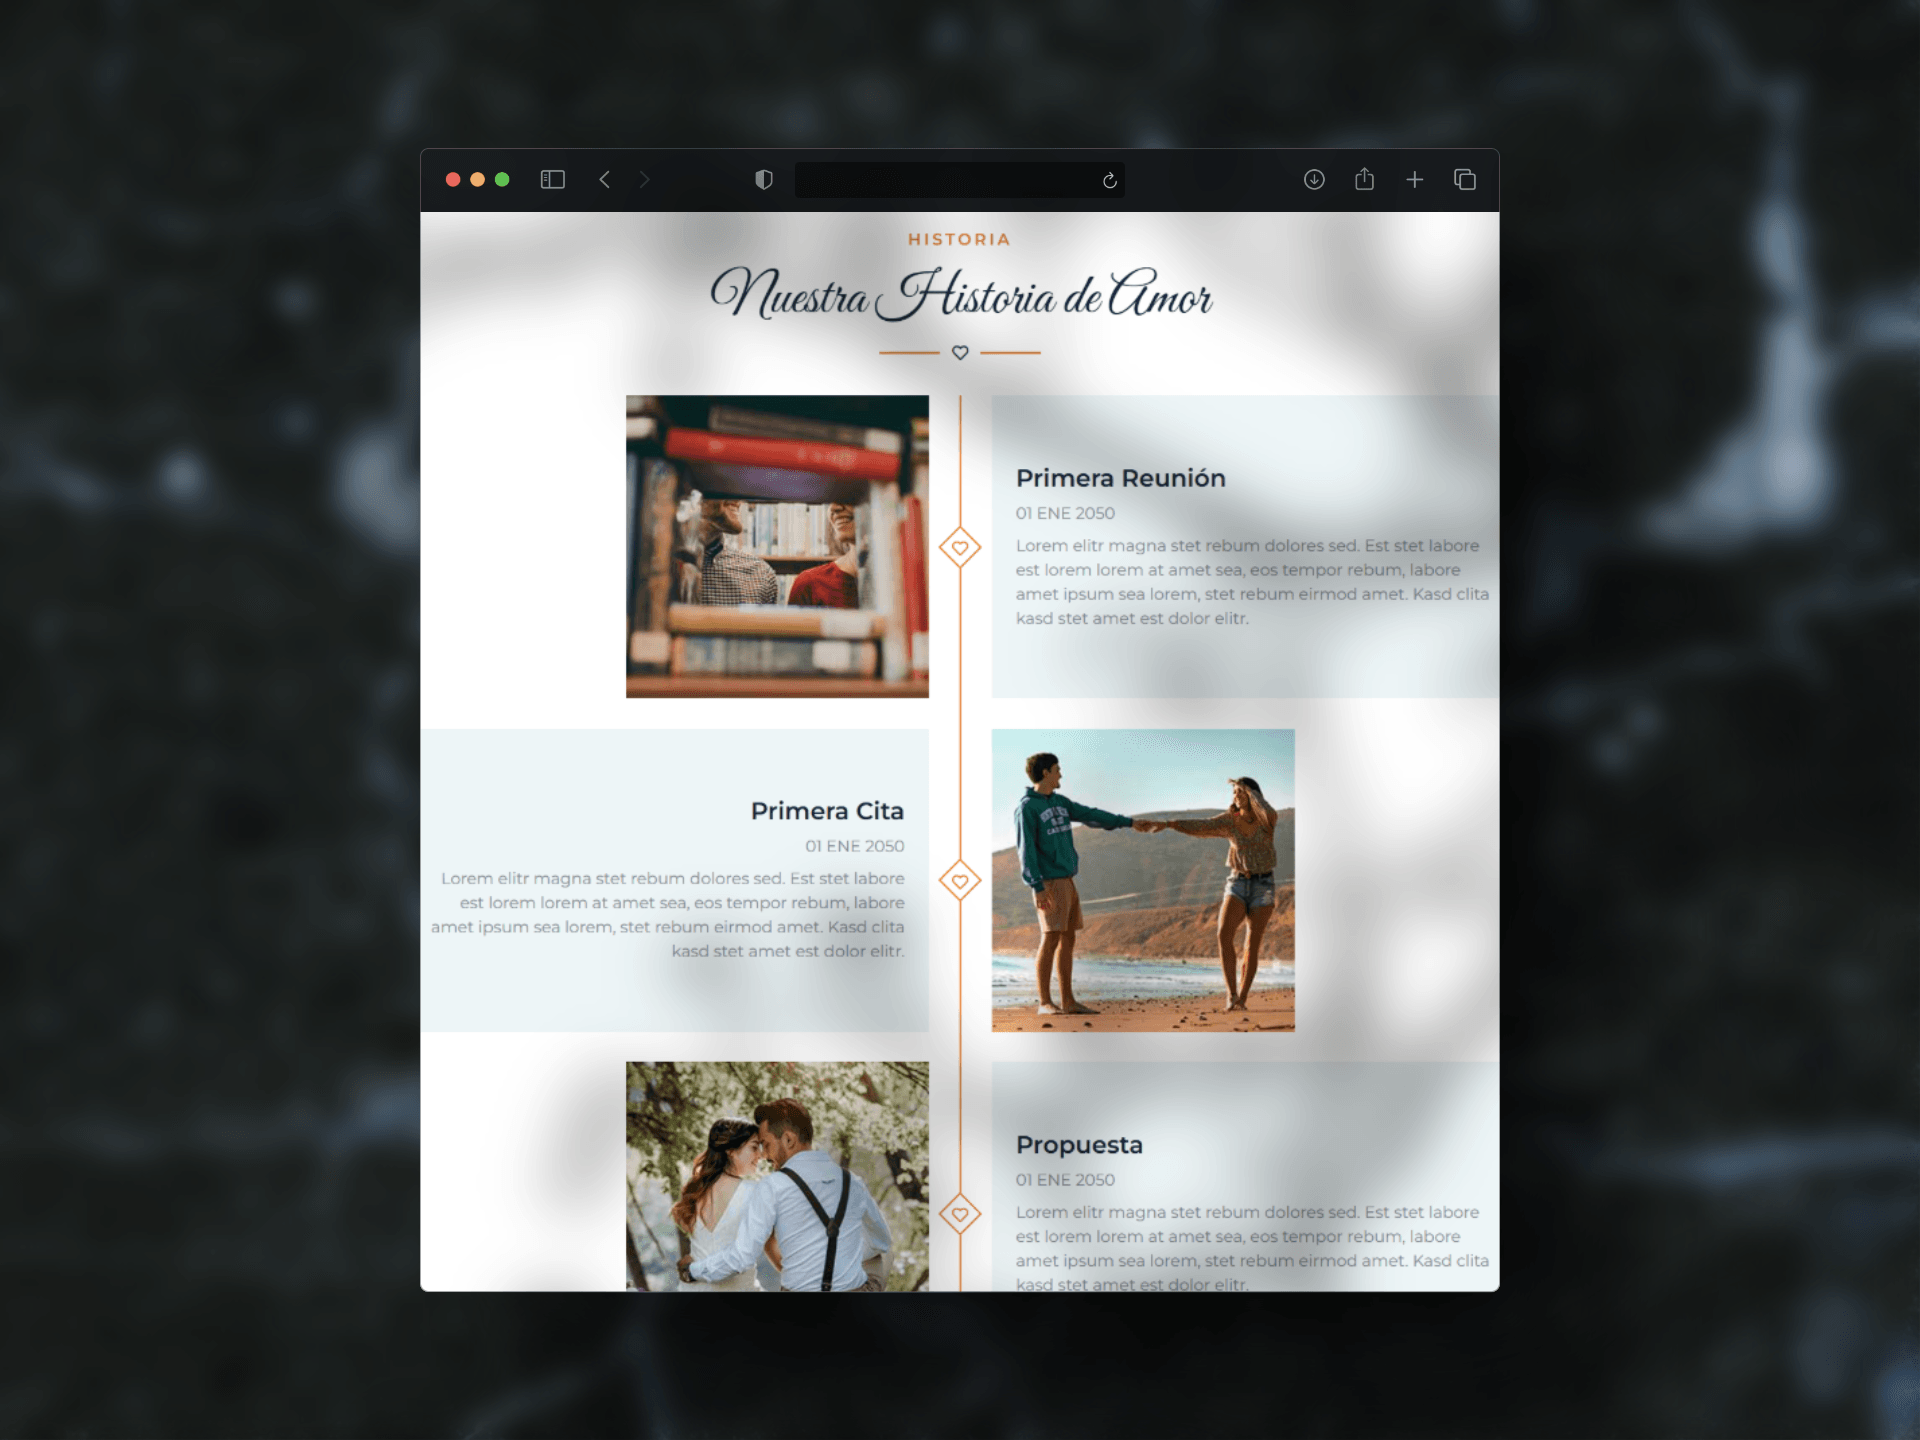 HISTORIA
Nuestra Historia de Amor
Primera Reunión
01 ENE 2050
Lorem elitr magna stet rebum dolores sed. Est stet labore
est lorem lorem at amet sea, eos tempor rebum, labore
amet ipsum sea lorem, stet rebum eirmod amet. Kasd clita
kasd stet amet est dolor elitr.
Primera Cita
01 ENE 2050
Lorem elitr magna stet rebum dolores sed. Est stet labore
est lorem lorem at amet sea, eos tempor rebum, labore
amet ipsum sea lorem, stet rebum eirmod amet. Kasd clita
kasd stet amet est dolor elitr.
Propuesta
01 ENE 2050
Lorem elitr magna stet rebum dolores sed. Est stet labore
est lorem lorem at amet sea, eos tempor rebum, labore
amet ipsum sea lorem, stet rebum eirmod amet. Kasd clita
kasd stet amet est dolor elitr.